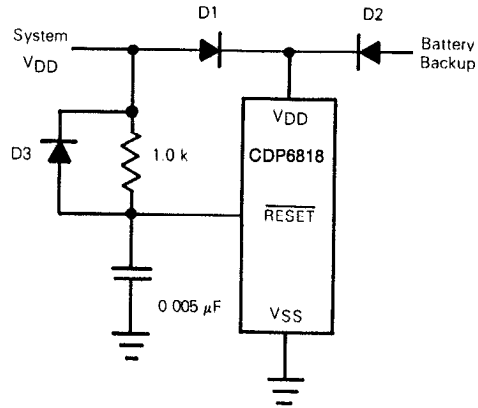 D1
D2
System
VDD
Battery
Backup
VDD
CDP6818
D3
1.0 k
RESET
0 005 µF
VSS